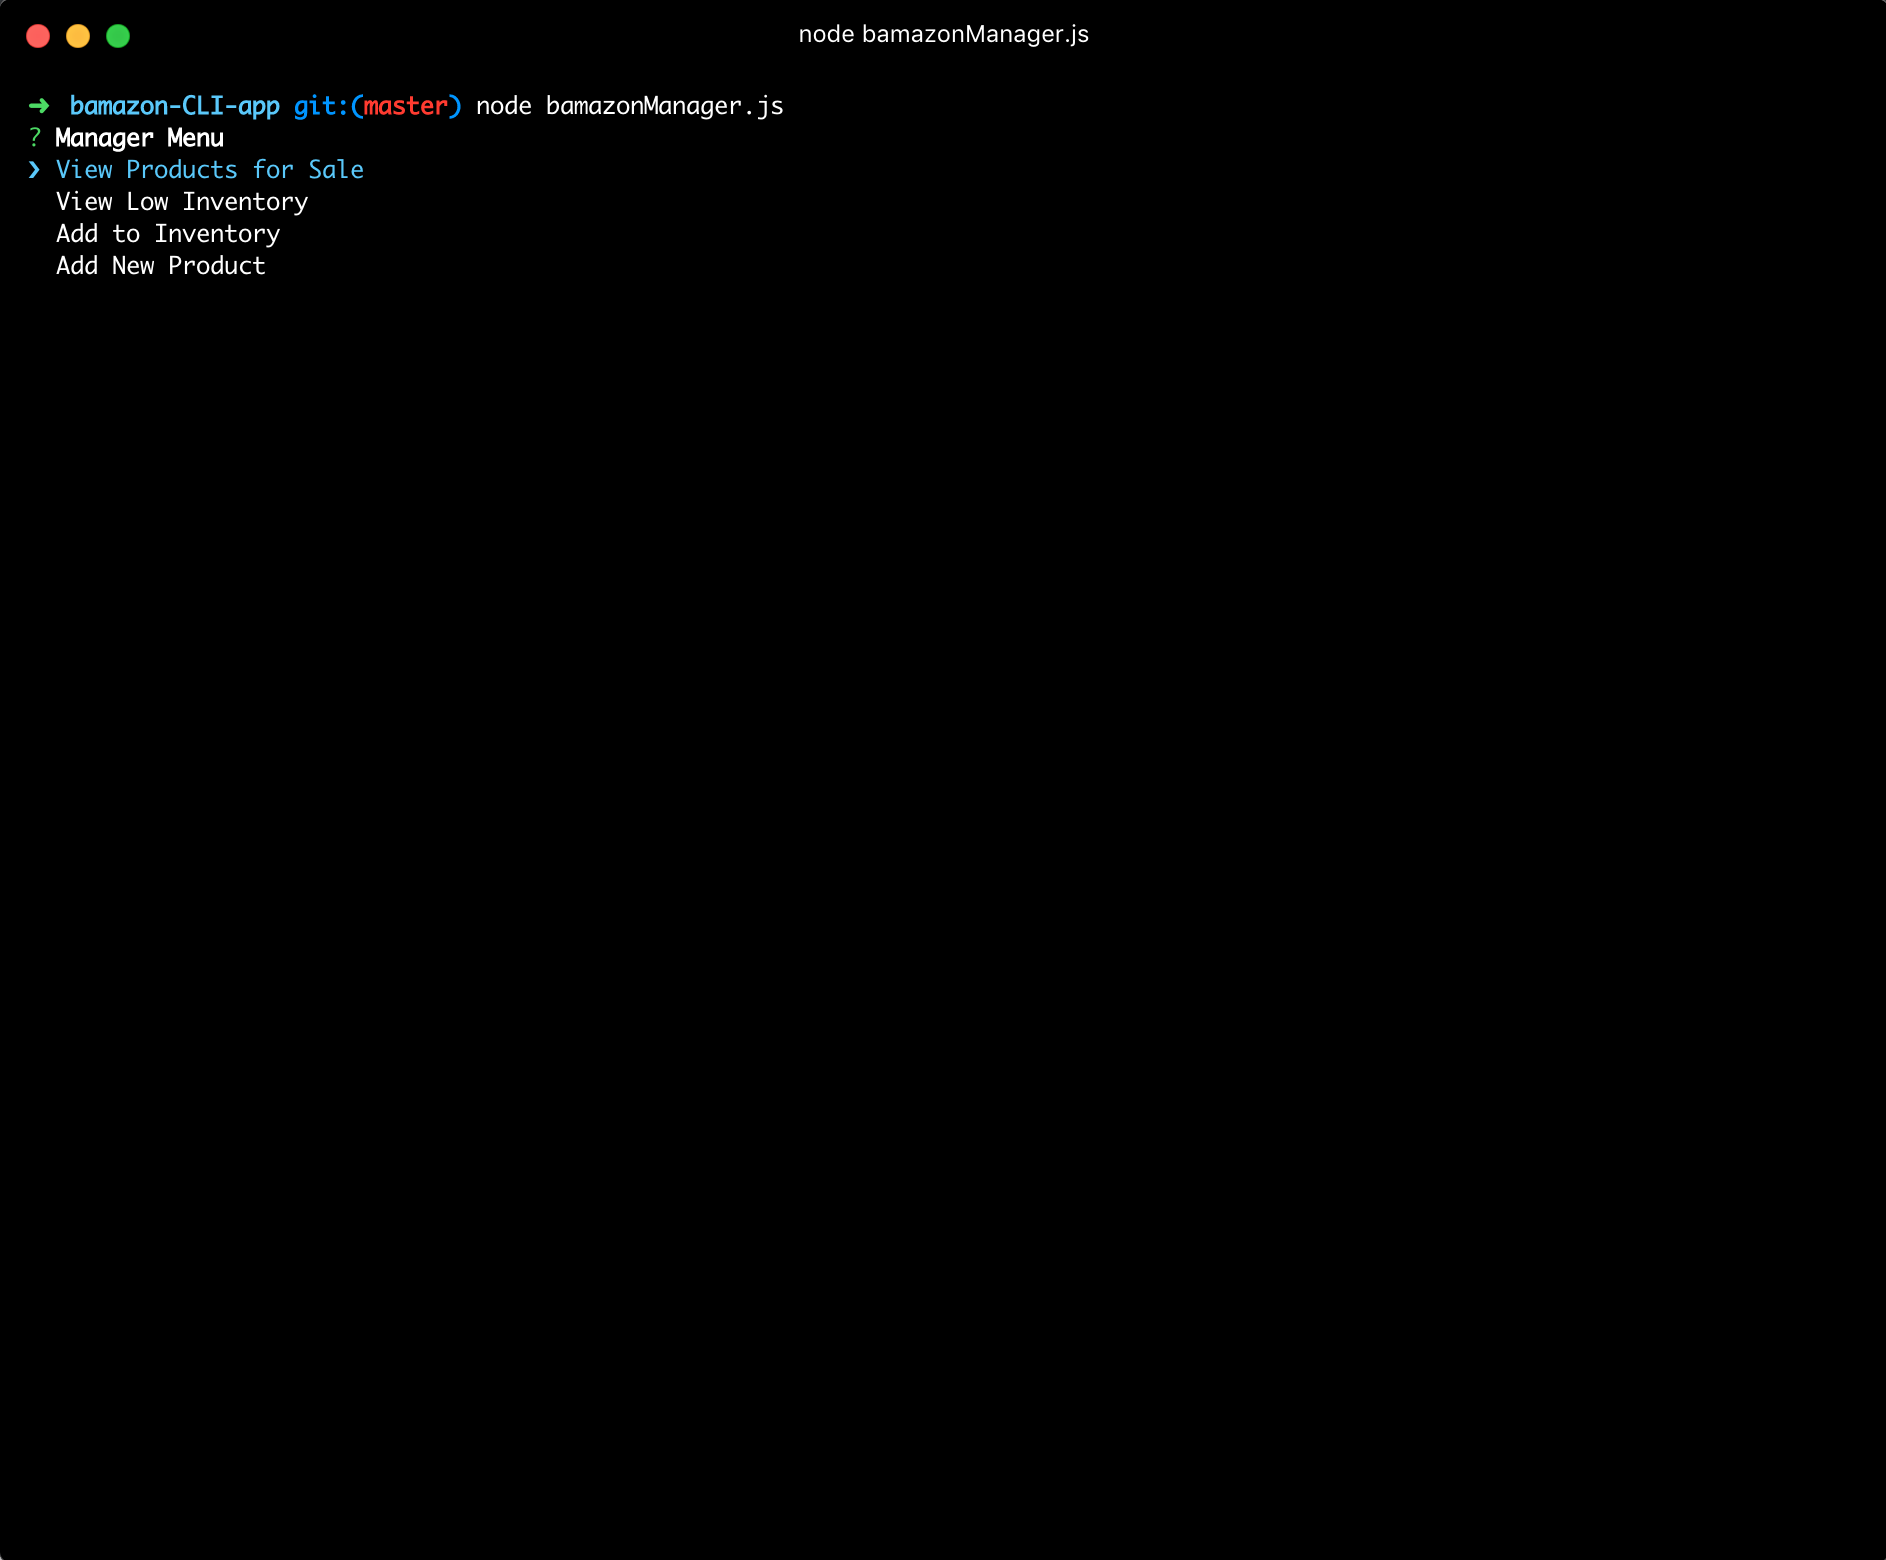 node bamazonManager.js
➜ bamazon-CLI-app git:(master) node bamazonManager.js
? Manager Menu
❯ View Products for Sale
View Low Inventory
Add to Inventory
Add New Product